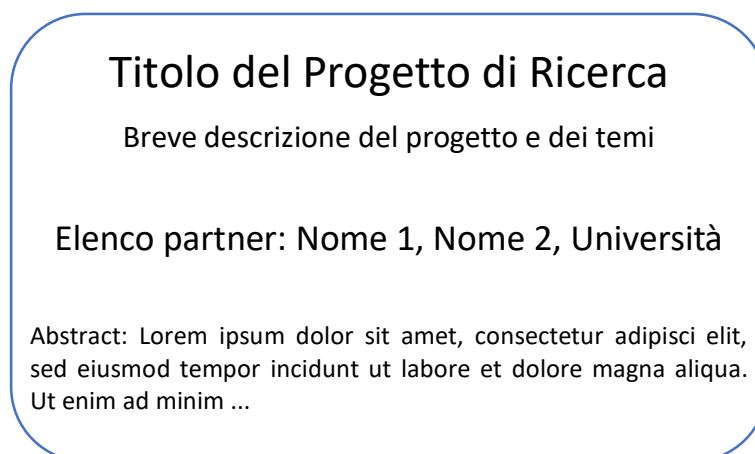 Titolo del Progetto di Ricerca
Breve descrizione del progetto e dei temi
Elenco partner: Nome 1, Nome 2, Università
Abstract: Lorem ipsum dolor sit amet, consectetur adipisci elit,
sed eiusmod tempor incidunt ut labore et dolore magna aliqua.
Ut enim ad minim ...